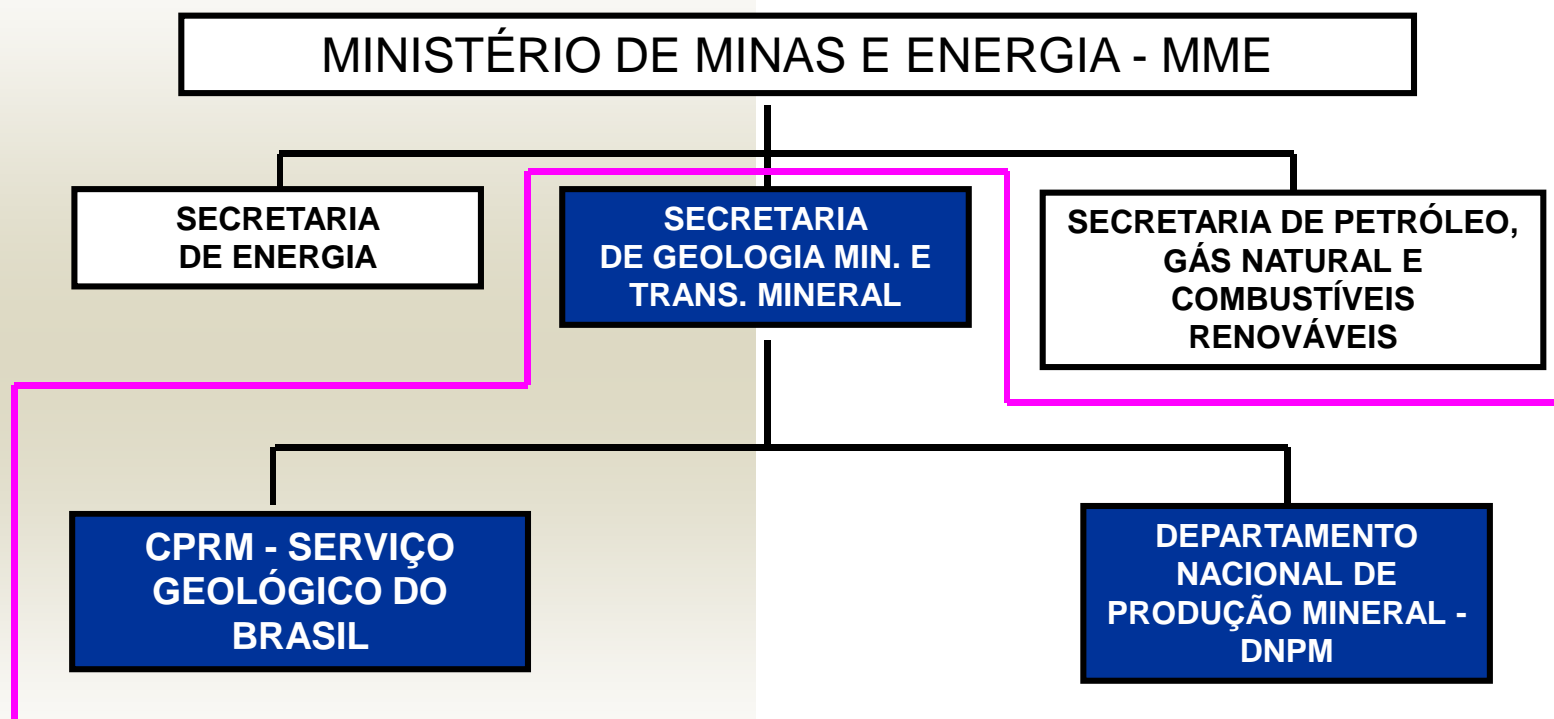 MINISTÉRIO DE MINAS E ENERGIA - MME
SECRETARIA
DE ENERGIA
SECRETARIA
DE GEOLOGIA MIN. E
TRANS. MINERAL
SECRETARIA DE PETRÓLEO,
GÁS NATURAL E
COMBUSTÍVEIS
RENOVÁVEIS
CPRM - SERVIÇO
GEOLÓGICO DO
BRASIL
DEPARTAMENTO
NACIONAL DE
PRODUÇÃO MINERAL -
DNPM